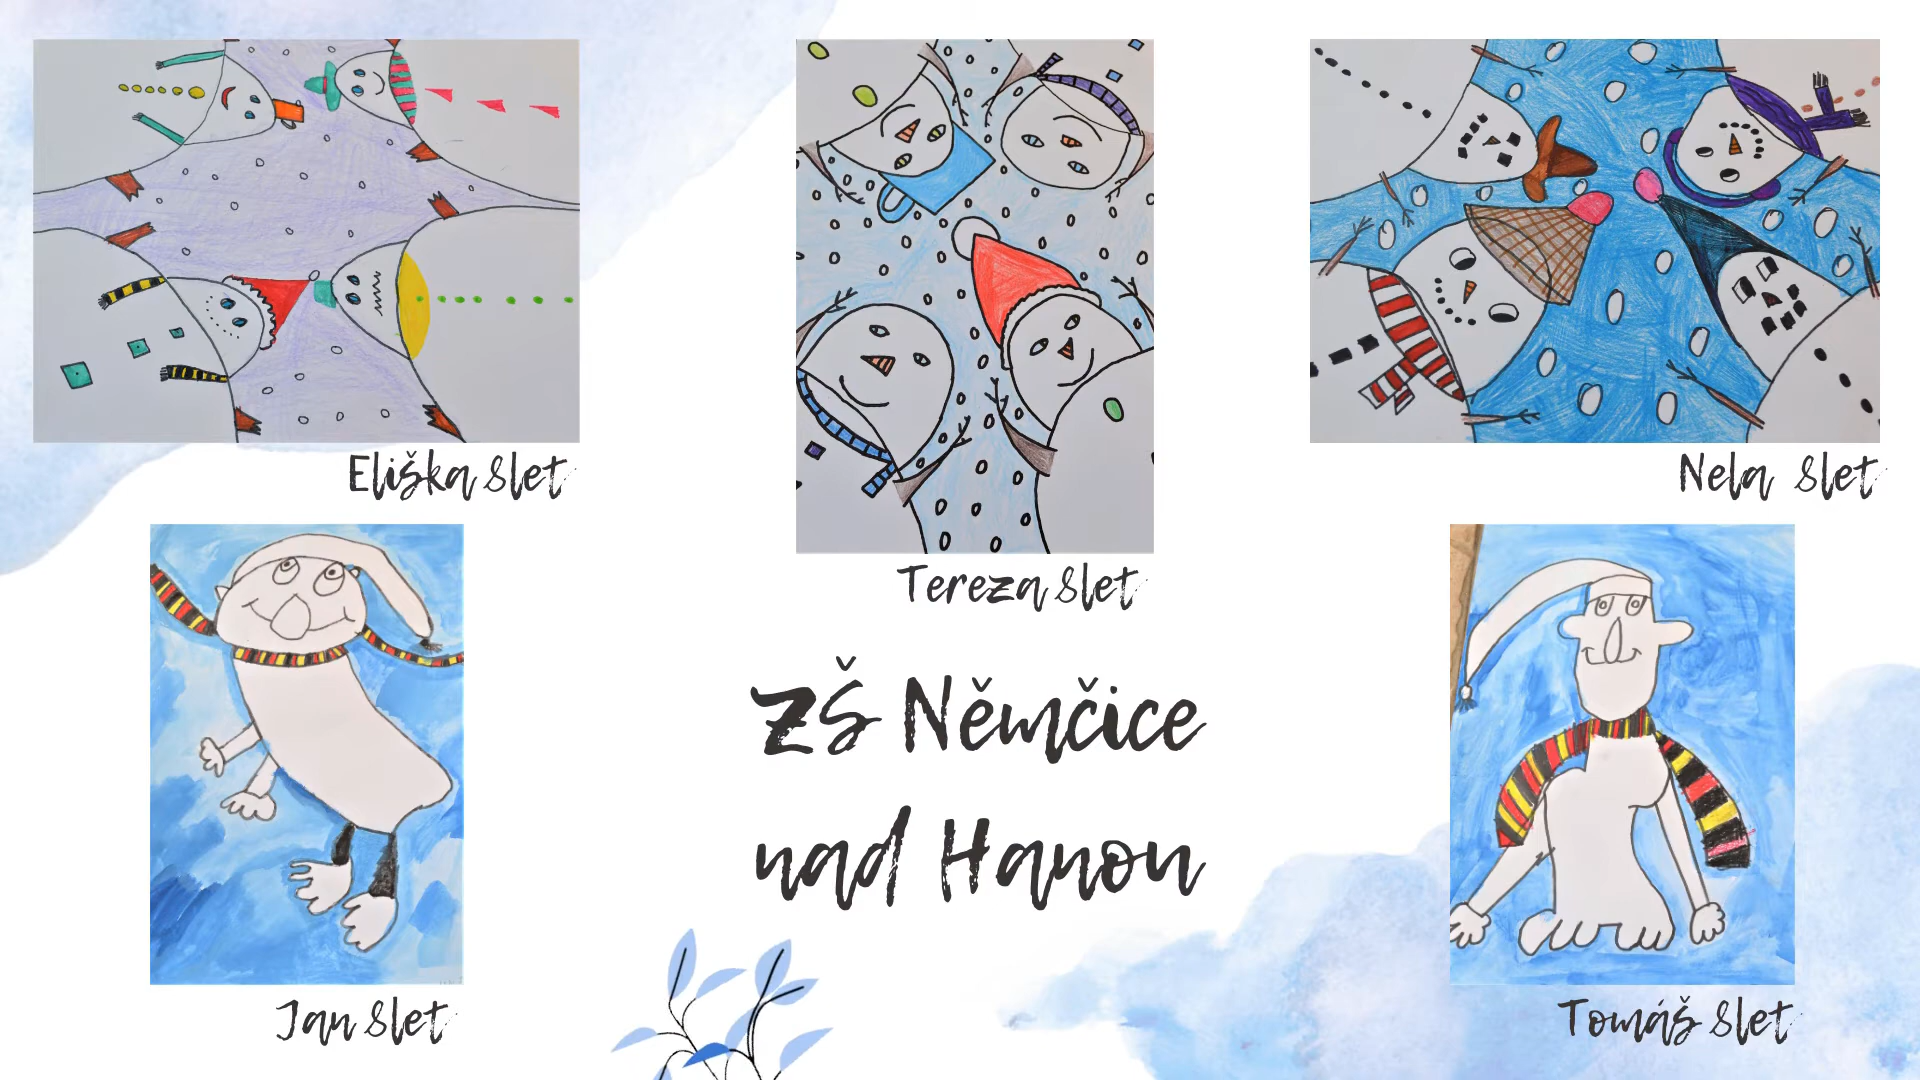 Eliška 8let
Tereza 8let
Nela 8let
Jan 8let
Tomáš 8let
ZŠ Němčice
nad Hanou